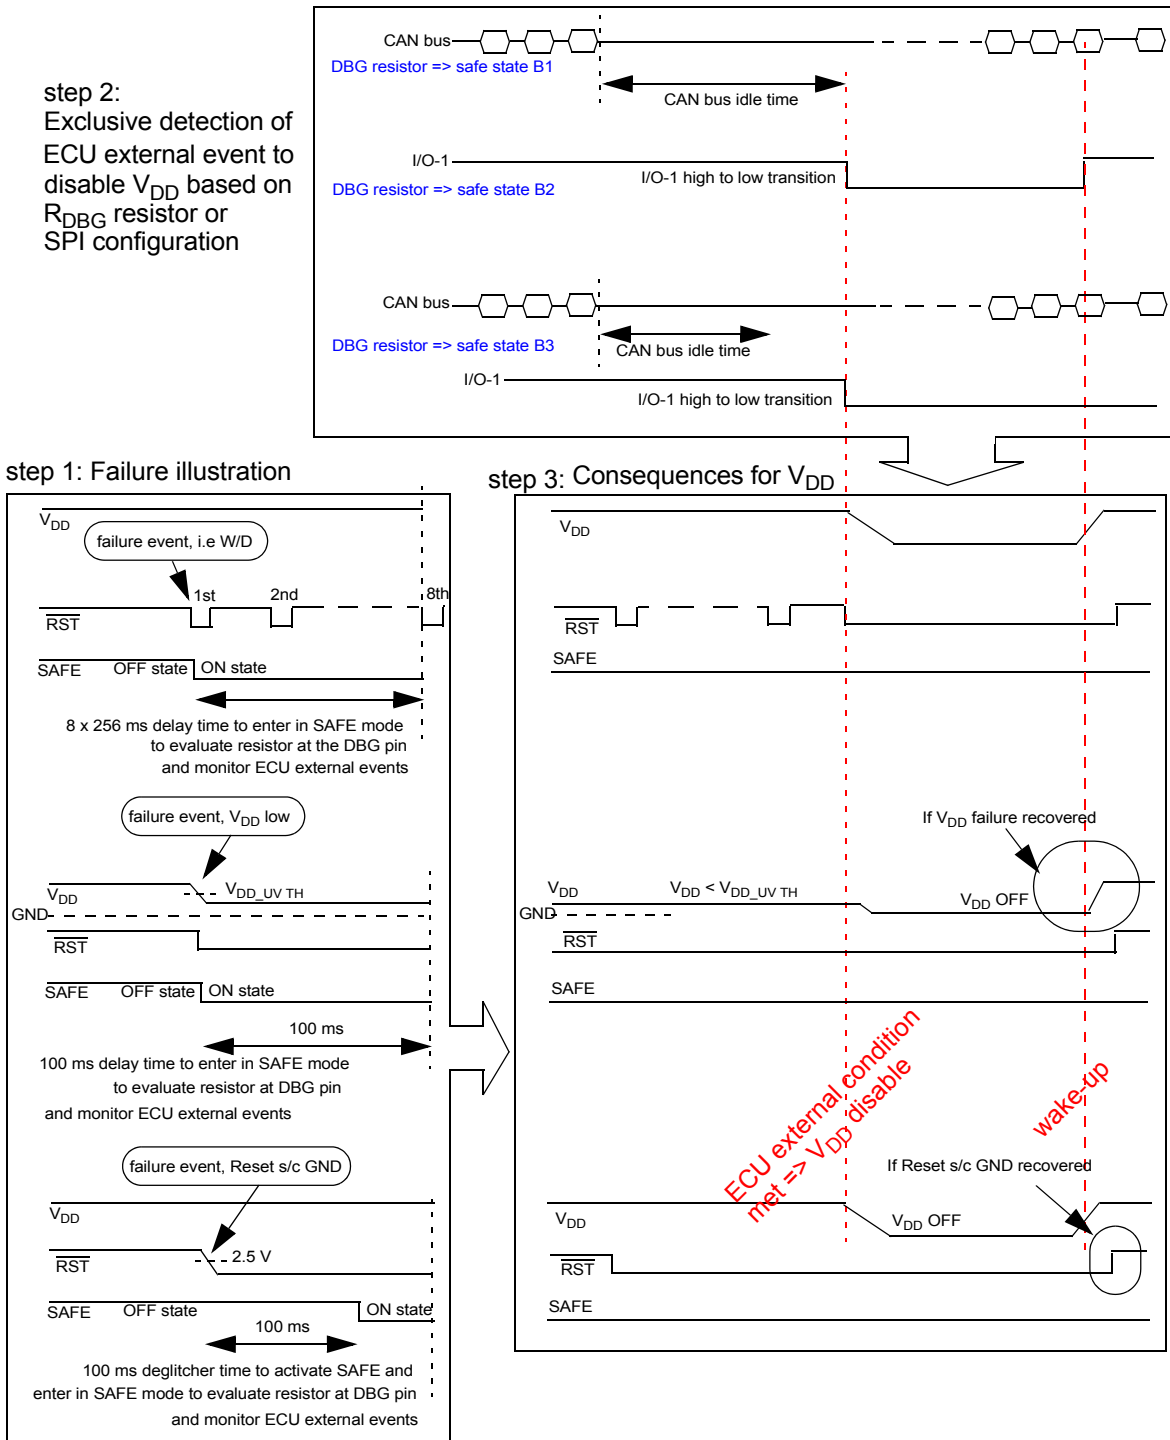 CAN bus
DBG resistor => safe state B1
CAN bus idle time
step 2:
Exclusive detection of
ECU external event to
disable VDD based on
RDBG resistor or
SPI configuration
I/O-1
I/O-1 high to low transition
DBG resistor => safe state B2
CAN bus
DBG resistor => safe state B3
CAN bus idle time
I/O-1
I/O-1 high to low transition
step 1: Failure illustration
VDD
failure event, i.e W/D
1st
2nd
8th
RST
SAFE
OFF state
ON state
8 x 256 ms delay time to enter in SAFE mode
to evaluate resistor at the DBG pin
and monitor ECU external events
failure event, VDD low
VDD
VDD_UV TH
GND
RST
SAFE
OFF state
ON state
100 ms
100 ms delay time to enter in SAFE mode
to evaluate resistor at DBG pin
and monitor ECU external events
failure event, Reset s/c GND
VDD
2.5 V
RST
SAFE
OFF state
ON state
100 ms
100 ms deglitcher time to activate SAFE and
enter in SAFE mode to evaluate resistor at DBG pin
and monitor ECU external events
step 3: Consequences for VDD
VDD
RST
SAFE
If VDD failure recovered
VDD
VDD < VDD_UV TH
VDD OFF
GND
RST
SAFE
ECU external condition
met => VDD disable
wake-up
If Reset s/c GND recovered
VDD
VDD OFF
RST
SAFE